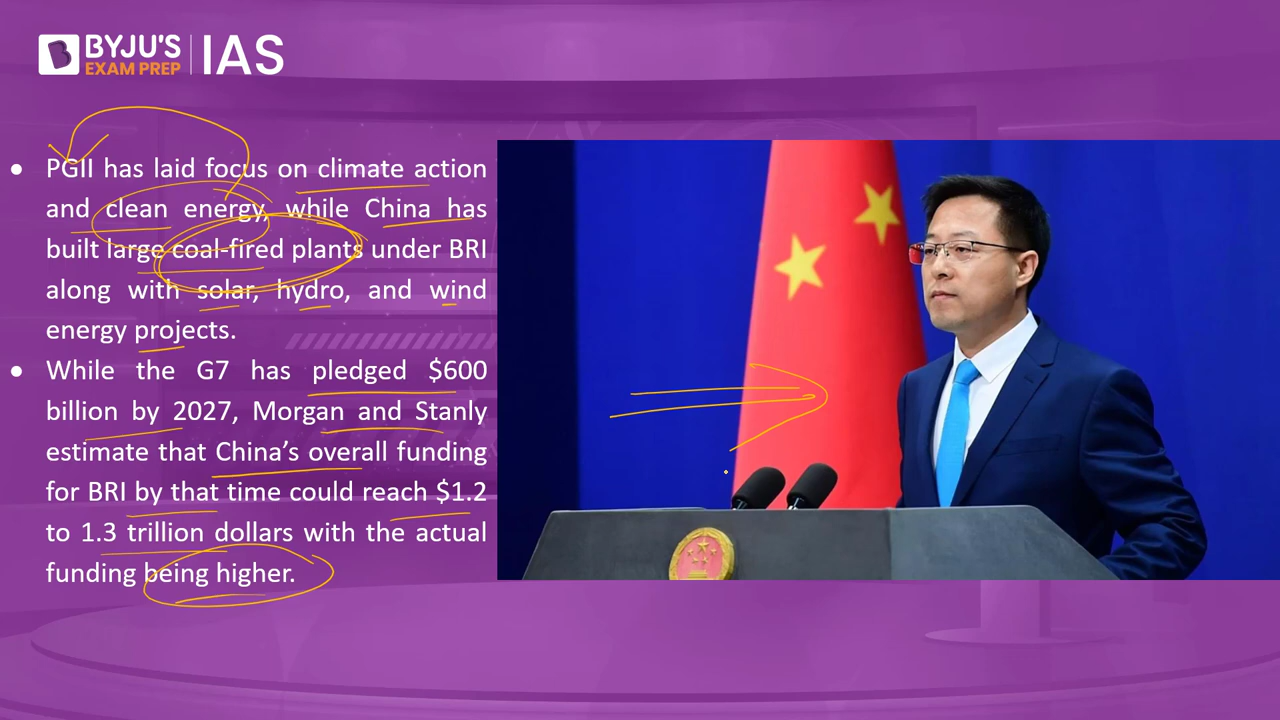 BYJU'S
EXAM PREP
IAS
PGII has laid focus on climate action
and clean energy, while China has
built large coal-fired plants under BRI
along with solar, hydro, and wind
energy projects.
While the G7 has pledged $600
billion by 2027, Morgan and Stanly
estimate that China’s overall funding
for BRI by that time could reach $1.2
to 1.3 trillion dollars with the actual
funding being higher.